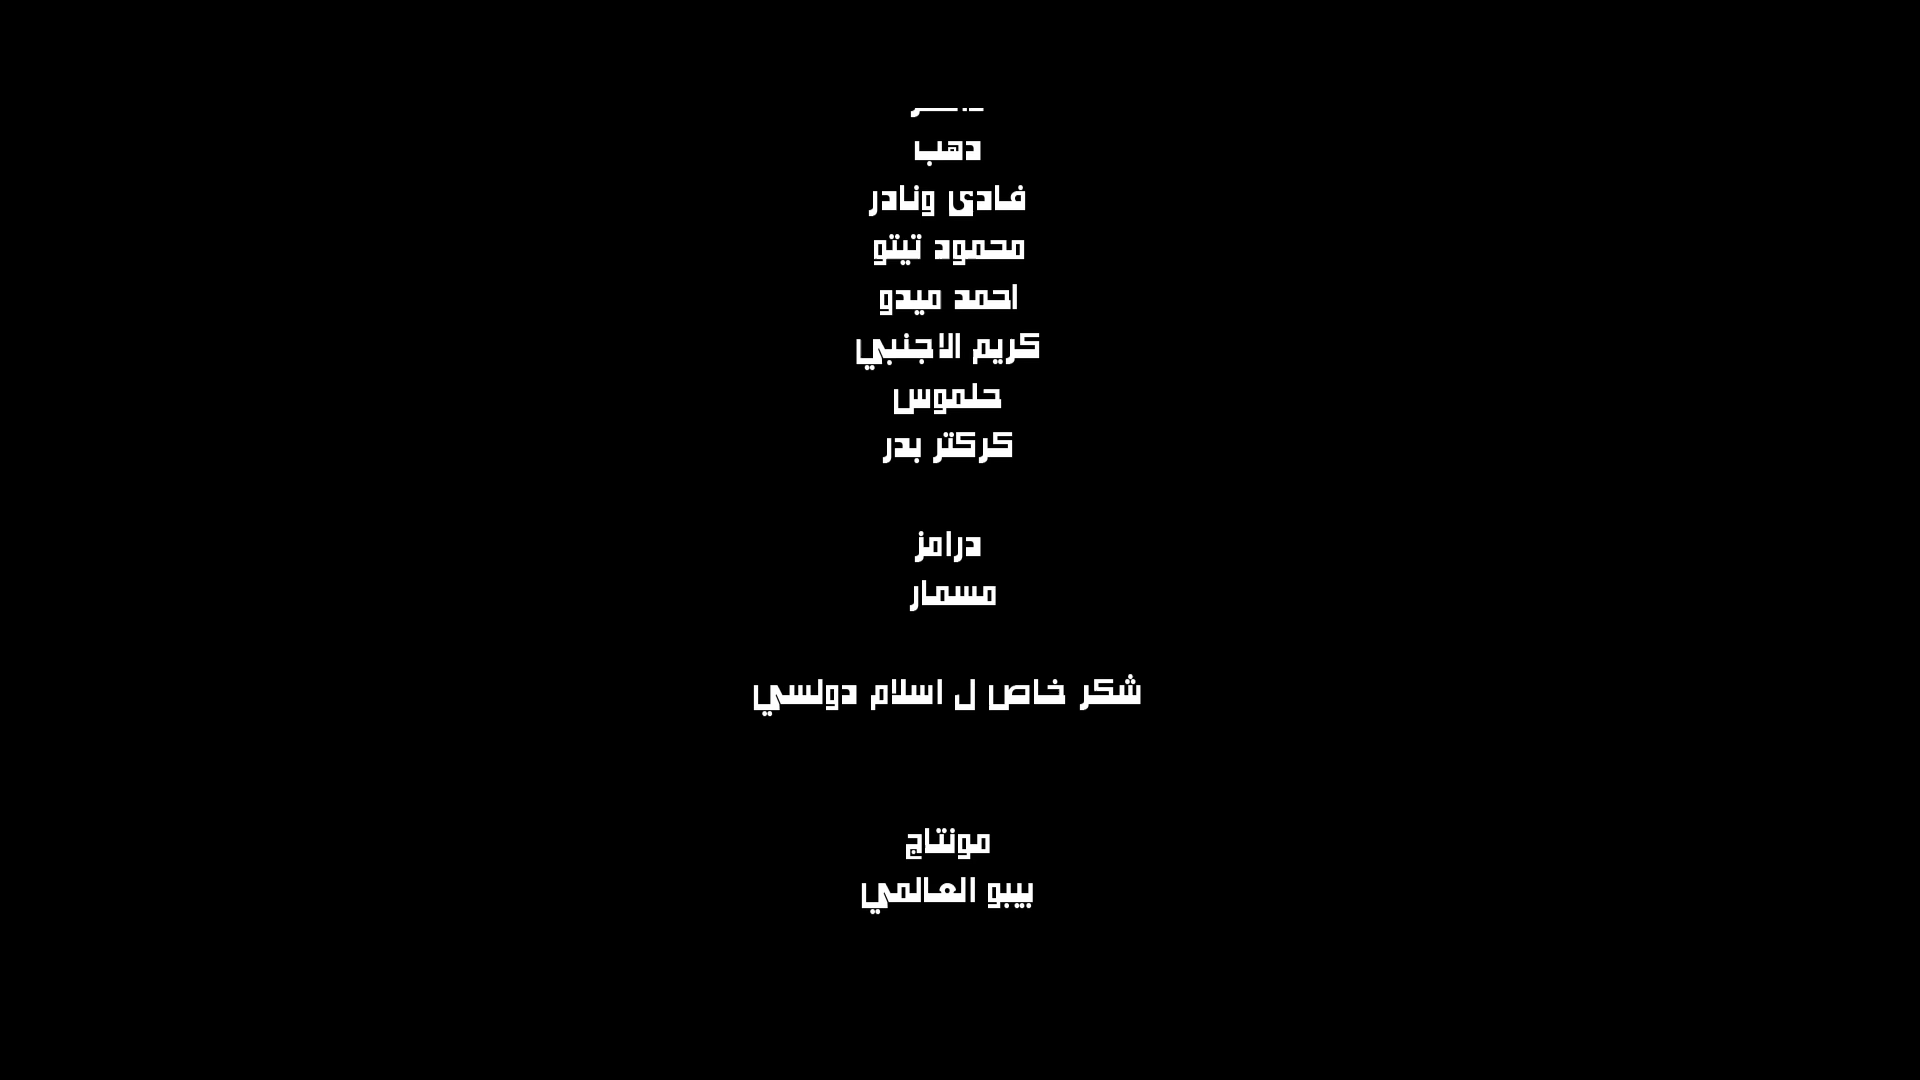 دهب
فادى ونادر
محمود تيتو
احمد ميدو
كريم الاجنبي
حلموس
كركتر بدر
درامز
مسمار
شكر خاص ل اسلام دولسي
مونتاج
بيبو العالمي